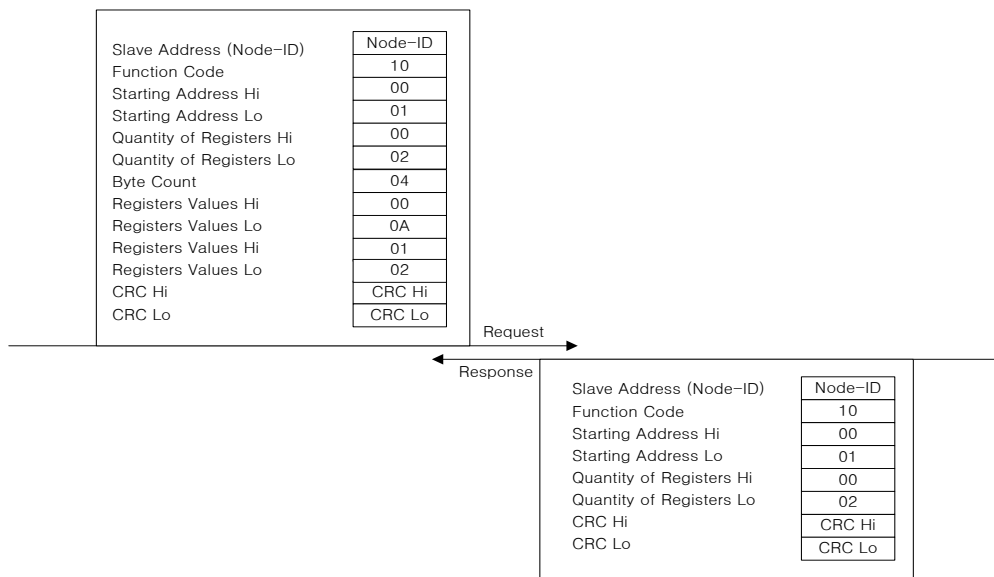 Slave Address (Node-ID) Node-ID
Function Code 10
Starting Address Hi 00
Starting Address Lo 01
Quantity of Registers Hi 00
Quantity of Registers Lo 02
Byte Count 04
Registers Values Hi 00
Registers Values Lo 0A
Registers Values Hi 01
Registers Values Lo 02
CRC Hi CRC Hi
CRC Lo CRC Lo
Request
Response
Slave Address (Node-ID) Node-ID
Function Code 10
Starting Address Hi 00
Starting Address Lo 01
Quantity of Registers Hi 00
Quantity of Registers Lo 02
CRC Hi CRC Hi
CRC Lo CRC Lo